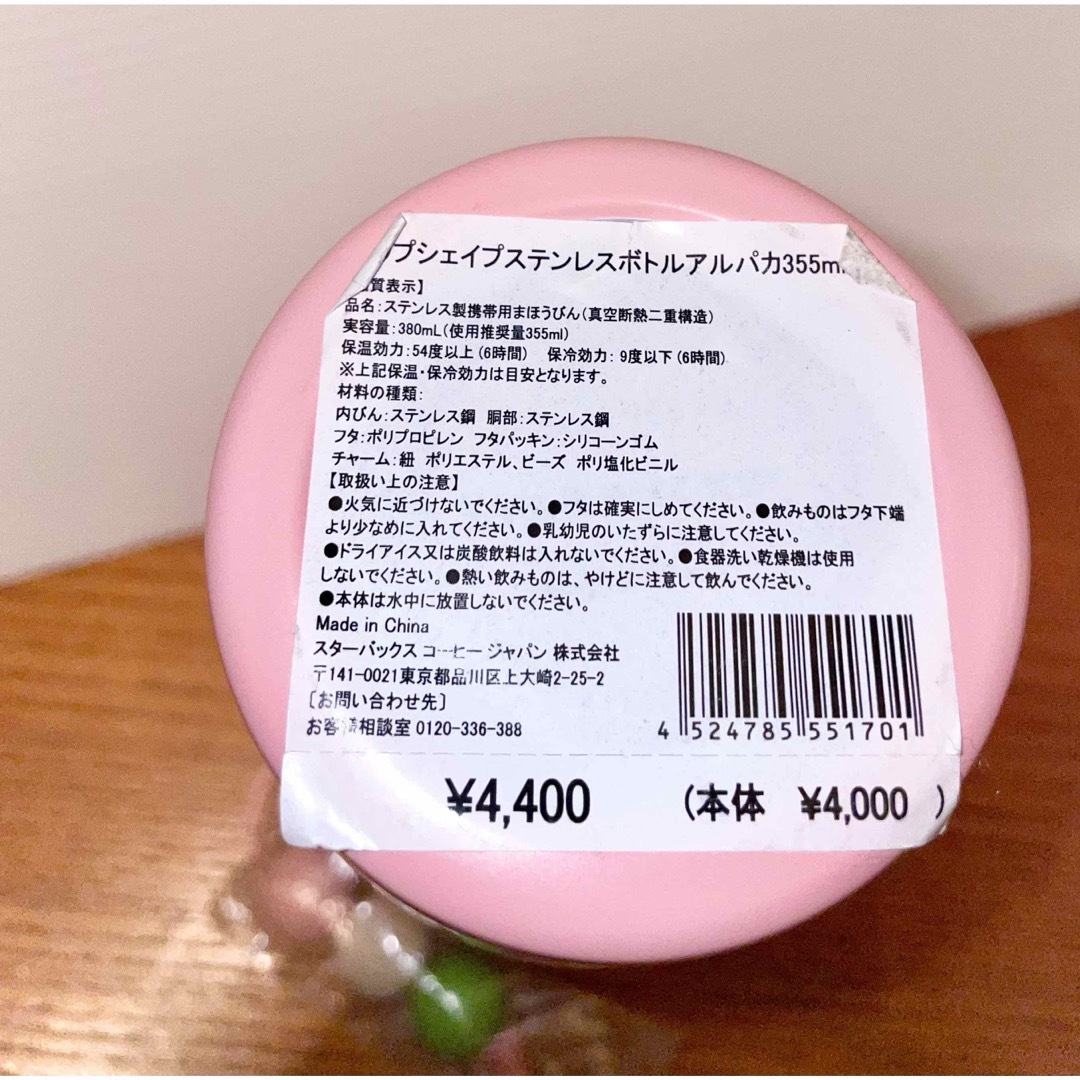 プシェイプステンレスボトルアルパカ355m
質表示】
品名：ステンレス製携帯用まほうびん（真空断熱二重構造）
実容量：380mL（使用推奨量355ml）
保温効力：54度以上（6時間） 保冷効力：9度以下（6時間）
※上記保温・保冷効力は目安となります。
材料の種類：
内びん：ステンレス鋼 胴部：ステンレス鋼
フタ：ポリプロピレン フタパッキン：シリコーンゴム
チャーム：紐 ポリエステル、ビーズ ポリ塩化ビニル
【取扱い上の注意】
●火気に近づけないでください。●フタは確実にしめてください。●飲みものはフタ下端
より少なめに入れてください。●乳幼児のいたずらに注意してください。
●ドライアイス又は炭酸飲料は入れないでください。●食器洗い乾燥機は使用
しないでください。●熱い飲みものは、やけどに注意して飲んでください。
●本体は水中に放置しないでください。
Made in China
スターバックス コーヒー ジャパン 株式会社
〒141-0021東京都品川区上大崎2-25-2
［お問い合わせ先］
お客様相談室 0120-336-388
4 524785 551701
¥4,400 （本体 ¥4,000 ）